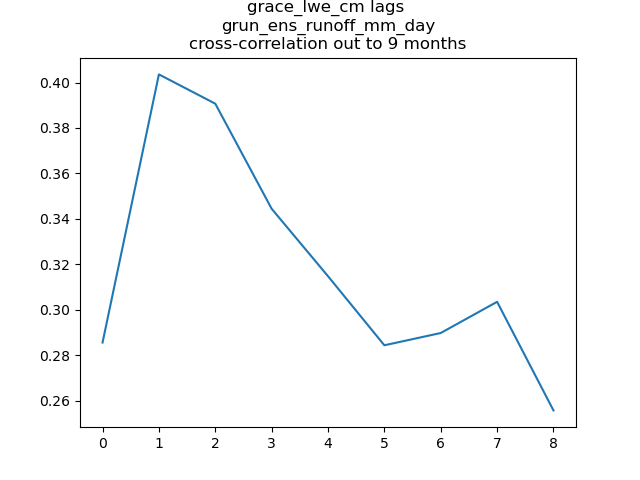 grace_lwe_cm lags
grun_ens_runoff_mm_day
cross-correlation out to 9 months
0.40
0.38
0.36
0.34
0.32
0.30
0.28
0.26
0 1 2 3 4 5 6 7 8